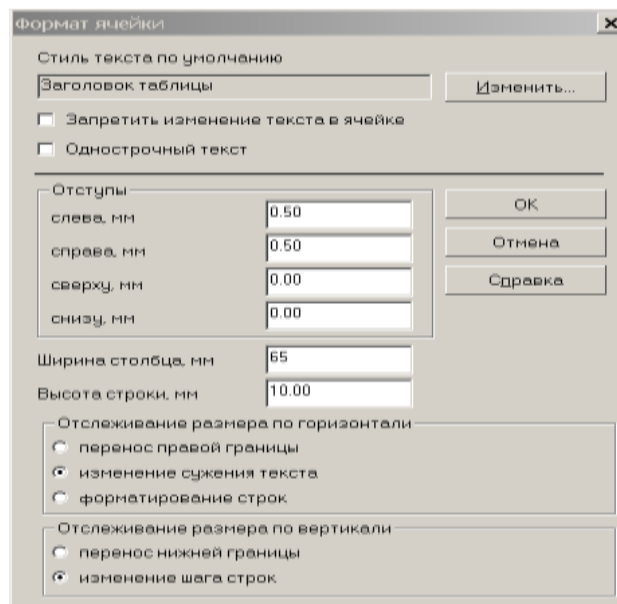 Формат ячейки
Стиль текста по умолчанию
Заголовок таблицы
Изменить...
Запретить изменение текста в ячейке
Однострочный текст
Отступы
слева, мм 0.50
справа, мм 0.50
сверху, мм 0.00
снизу, мм 0.00
ОК
Отмена
Справка
Ширина столбца, мм 65
Высота строки, мм 10.00
Отслеживание размера по горизонтали
перенос правой границы
изменение сужения текста
форматирование строк
Отслеживание размера по вертикали
перенос нижней границы
изменение шага строк